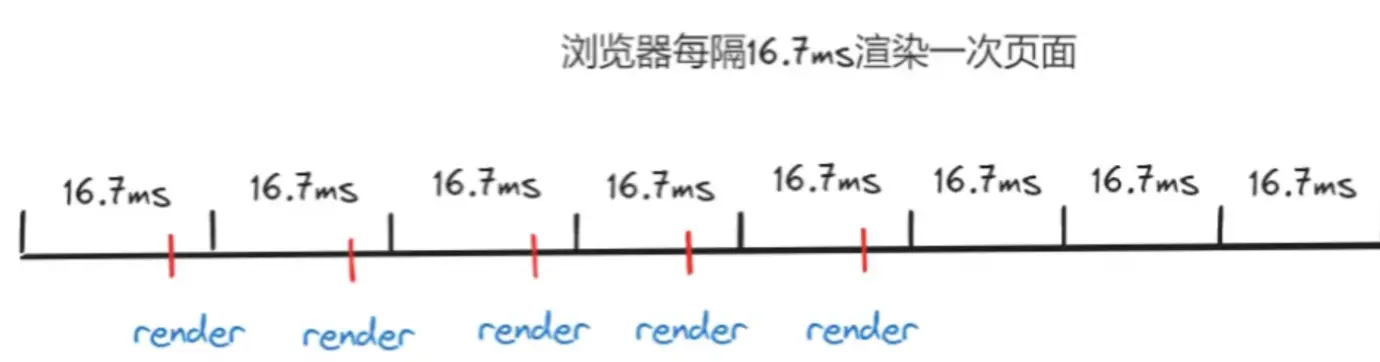 浏览器每隔16.7ms渲染一次页面
16.7ms 16.7ms 16.7ms 16.7ms 16.7ms 16.7ms 16.7ms 16.7ms
render render render render render